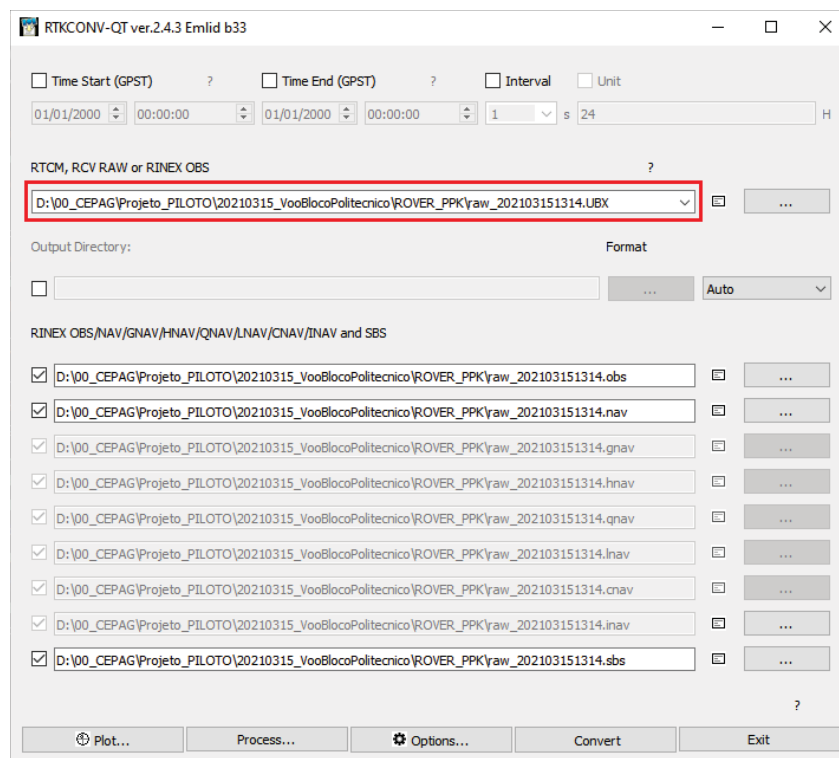 RTKCONV-QT ver.2.4.3 Emlid b33
Time Start (GPST) ? Time End (GPST) ? Interval Unit
01/01/2000 00:00:00 01/01/2000 00:00:00 1 s 24 H
RTCM, RCV RAW or RINEX OBS ?
D:\00_CEPAG\Projeto_PILOTO\20210315_VooBlocoPolitecnico\ROVER_PPK\raw_202103151314.UBX ...
Output Directory: Format
... Auto
RINEX OBS/NAV/GNAV/HNAV/QNAV/LNAV/CNAV/INAV and SBS
D:\00_CEPAG\Projeto_PILOTO\20210315_VooBlocoPolitecnico\ROVER_PPK\raw_202103151314.obs ...
D:\00_CEPAG\Projeto_PILOTO\20210315_VooBlocoPolitecnico\ROVER_PPK\raw_202103151314.nav ...
D:\00_CEPAG\Projeto_PILOTO\20210315_VooBlocoPolitecnico\ROVER_PPK\raw_202103151314.gnav ...
D:\00_CEPAG\Projeto_PILOTO\20210315_VooBlocoPolitecnico\ROVER_PPK\raw_202103151314.hnav ...
D:\00_CEPAG\Projeto_PILOTO\20210315_VooBlocoPolitecnico\ROVER_PPK\raw_202103151314.qnav ...
D:\00_CEPAG\Projeto_PILOTO\20210315_VooBlocoPolitecnico\ROVER_PPK\raw_202103151314.lnav ...
D:\00_CEPAG\Projeto_PILOTO\20210315_VooBlocoPolitecnico\ROVER_PPK\raw_202103151314.cnav ...
D:\00_CEPAG\Projeto_PILOTO\20210315_VooBlocoPolitecnico\ROVER_PPK\raw_202103151314.inav ...
D:\00_CEPAG\Projeto_PILOTO\20210315_VooBlocoPolitecnico\ROVER_PPK\raw_202103151314.sbs ...
?
Plot... Process... Options... Convert Exit